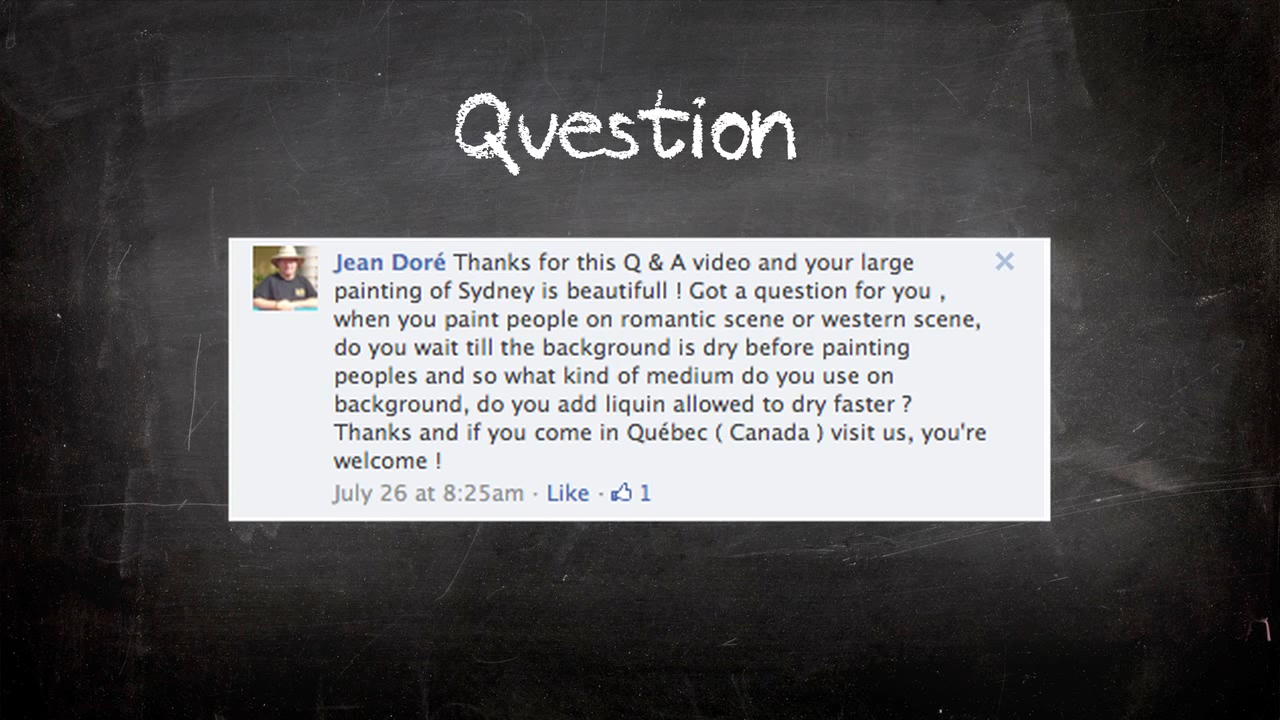 Question
Jean Doré Thanks for this Q & A video and your large
painting of Sydney is beautifull ! Got a question for you ,
when you paint people on romantic scene or western scene,
do you wait till the background is dry before painting
peoples and so what kind of medium do you use on
background, do you add liquin allowed to dry faster ?
Thanks and if you come in Québec ( Canada ) visit us, you're
welcome !
July 26 at 8:25am · Like · 1